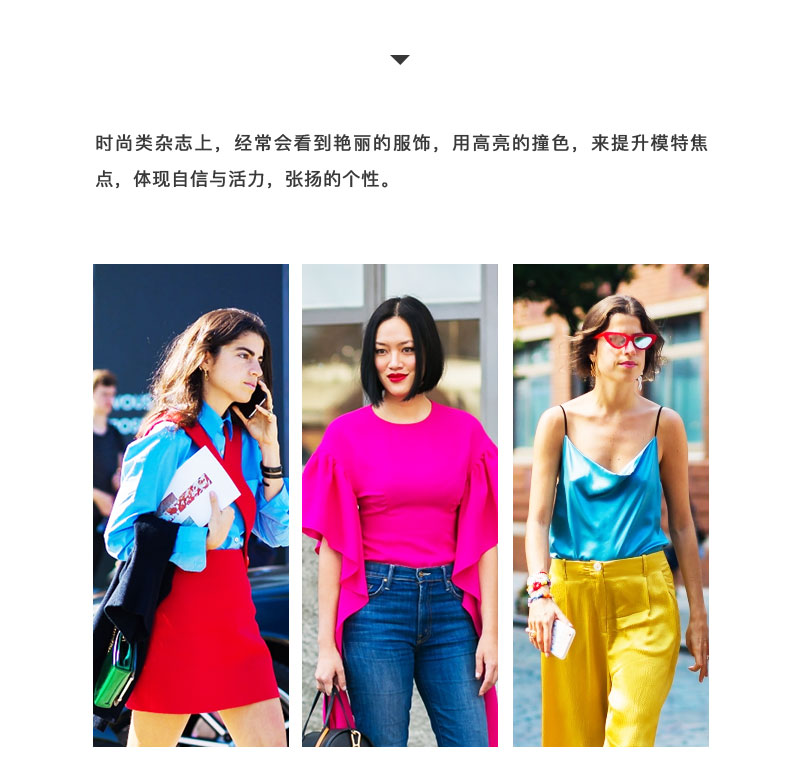 时尚类杂志上，经常会看到艳丽的服饰，用高亮的撞色，来提升模特焦
点，体现自信与活力，张扬的个性。